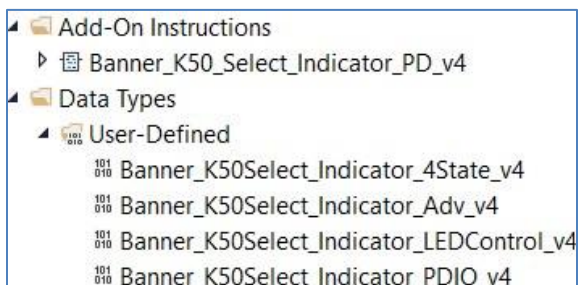 Add-On Instructions
Banner_K50_Select_Indicator_PD_v4
Data Types
User-Defined
Banner_K50Select_Indicator_4State_v4
Banner_K50Select_Indicator_Adv_v4
Banner_K50Select_Indicator_LEDControl_v4
Banner_K50Select_Indicator_PDIO_v4